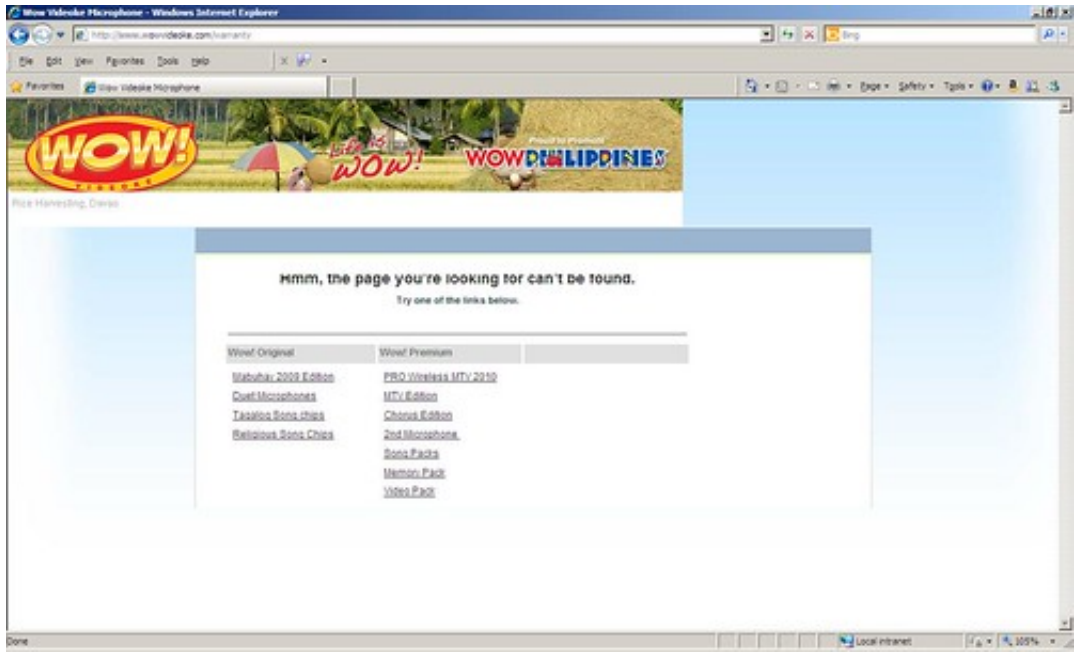 Wow Videoke Microphone - Windows Internet Explorer
http://www.wowvideoke.com/warranty
Bing
File Edit View Favorites Tools Help
Favorites
Wow Videoke Microphone
Page Safety Tools
WOW!
VIDEOKE
Life is
WOW!
WOWPHILIPPINES
Rice Harvesting, Davao
Hmm, the page you're looking for can't be found.
Try one of the links below.
Wow! Original
Wow! Premium
Mabuhay 2009 Edition
PRO Wireless MTV 2010
Duet Microphones
MTV Edition
Tagalog Song chips
Chorus Edition
Religious Song Chips
2nd Microphone
Song Packs
Memory Pack
Video Pack
Done
Local intranet
105%